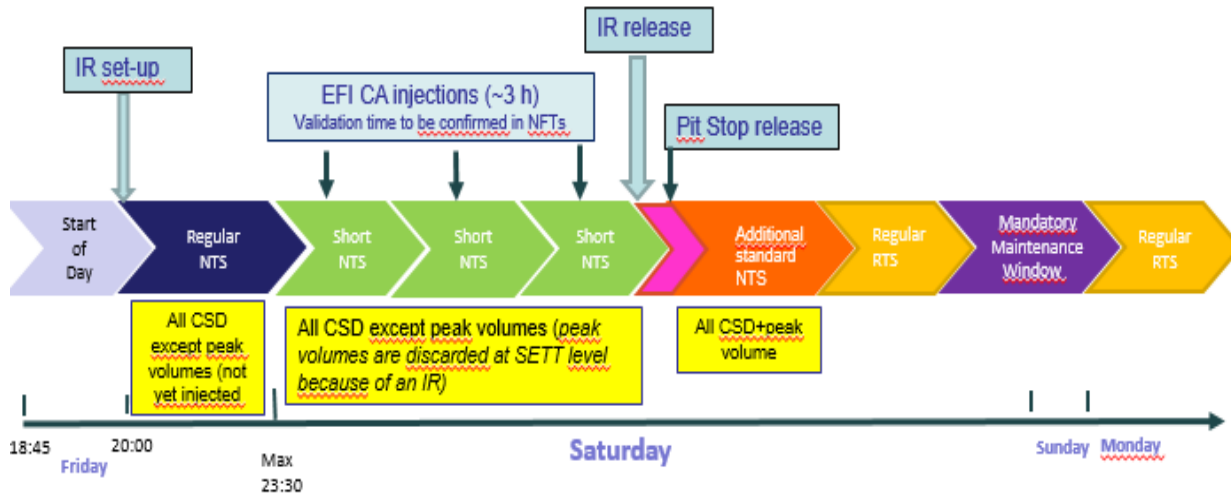 IR release
IR set-up
EFI CA injections (~3 h)
Validation time to be confirmed in NFTs
Pit Stop release
Start
of
Day
Regular
NTS
Short
NTS
Short
NTS
Short
NTS
Additional
standard
NTS
Regular
RTS
Mandatory
Maintenance
Window
Regular
RTS
All CSD
except peak
volumes (not
yet injected
All CSD except peak volumes (peak
volumes are discarded at SETT level
because of an IR)
All CSD+peak
volume
18:45
Friday
20:00
Max
23:30
Saturday
Sunday
Monday